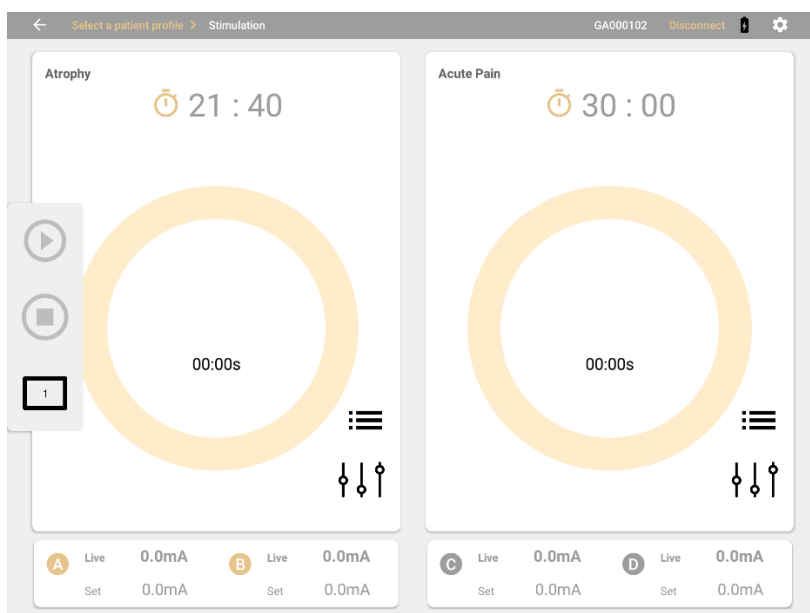 Select a patient profile > Stimulation GA000102 Disconnect
Atrophy
21 : 40
00:00s
1
Acute Pain
30 : 00
00:00s
A Live 0.0mA B Live 0.0mA
Set 0.0mA Set 0.0mA
C Live 0.0mA D Live 0.0mA
Set 0.0mA Set 0.0mA